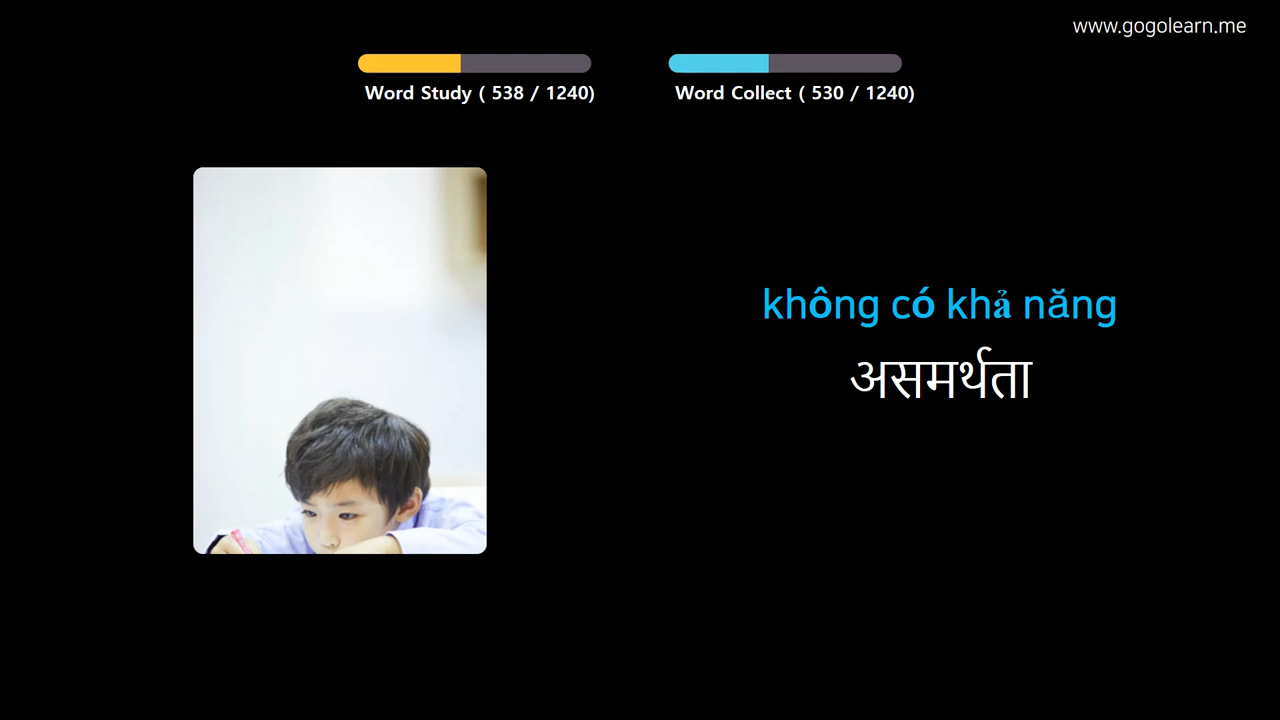 www.gogolearn.me
Word Study ( 538 / 1240)
Word Collect ( 530 / 1240)
không có khả năng
असमर्थता